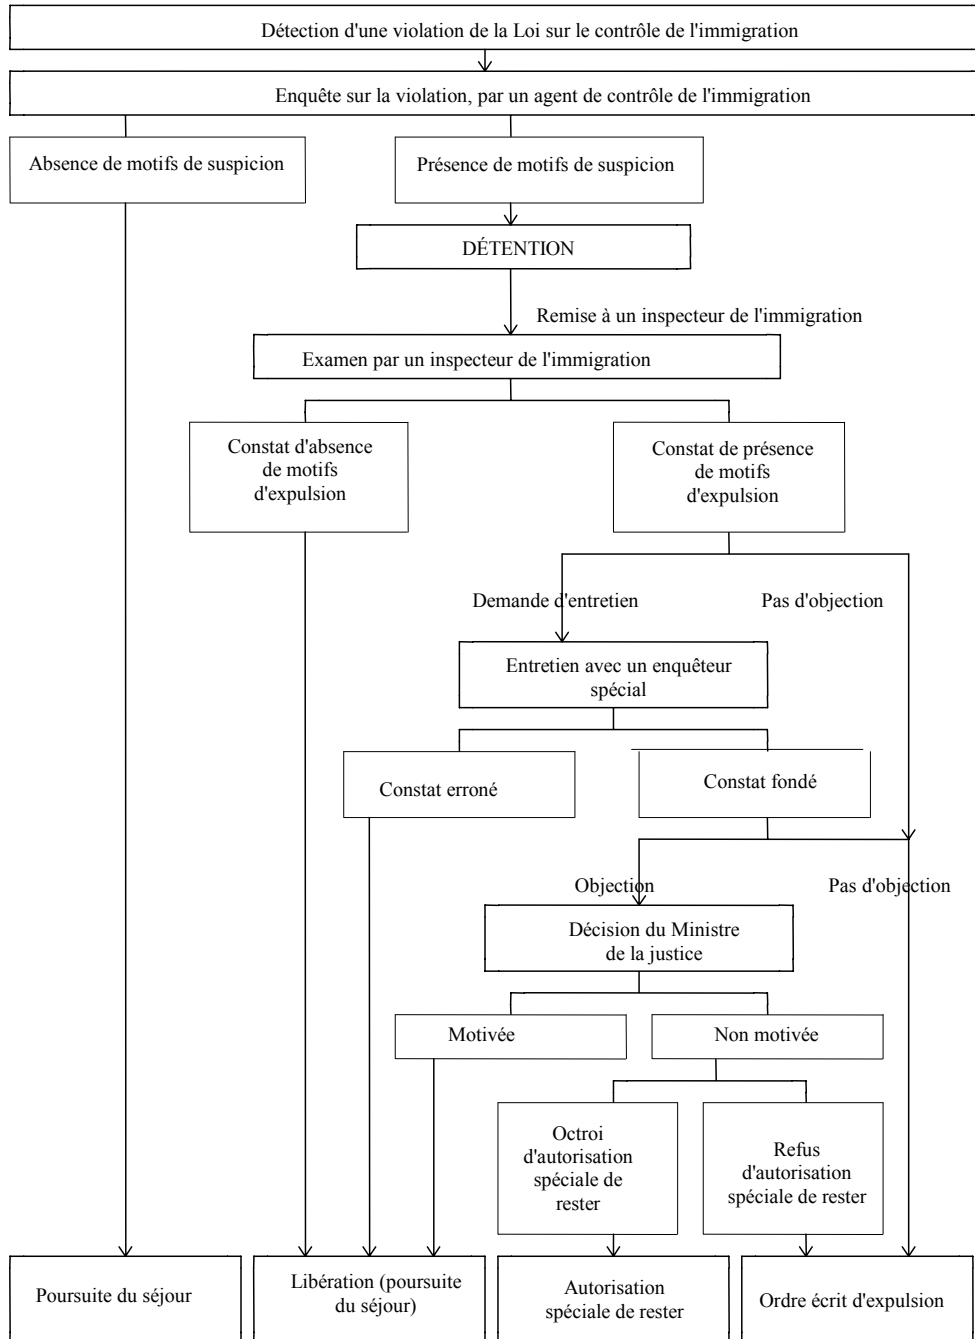 Détection d'une violation de la Loi sur le contrôle de l'immigration
Enquête sur la violation, par un agent de contrôle de l'immigration
Absence de motifs de suspicion
Présence de motifs de suspicion
DÉTENTION
Remise à un inspecteur de l'immigration
Examen par un inspecteur de l'immigration
Constat d'absence
de motifs
d'expulsion
Constat de présence
de motifs
d'expulsion
Demande d'entretien
Pas d'objection
Entretien avec un enquêteur
spécial
Constat erroné
Constat fondé
Objection
Pas d'objection
Décision du Ministre
de la justice
Motivée
Non motivée
Octroi
d'autorisation
spéciale de
rester
Refus
d'autorisation
spéciale de rester
Poursuite du séjour
Libération (poursuite
du séjour)
Autorisation
spéciale de rester
Ordre écrit d'expulsion